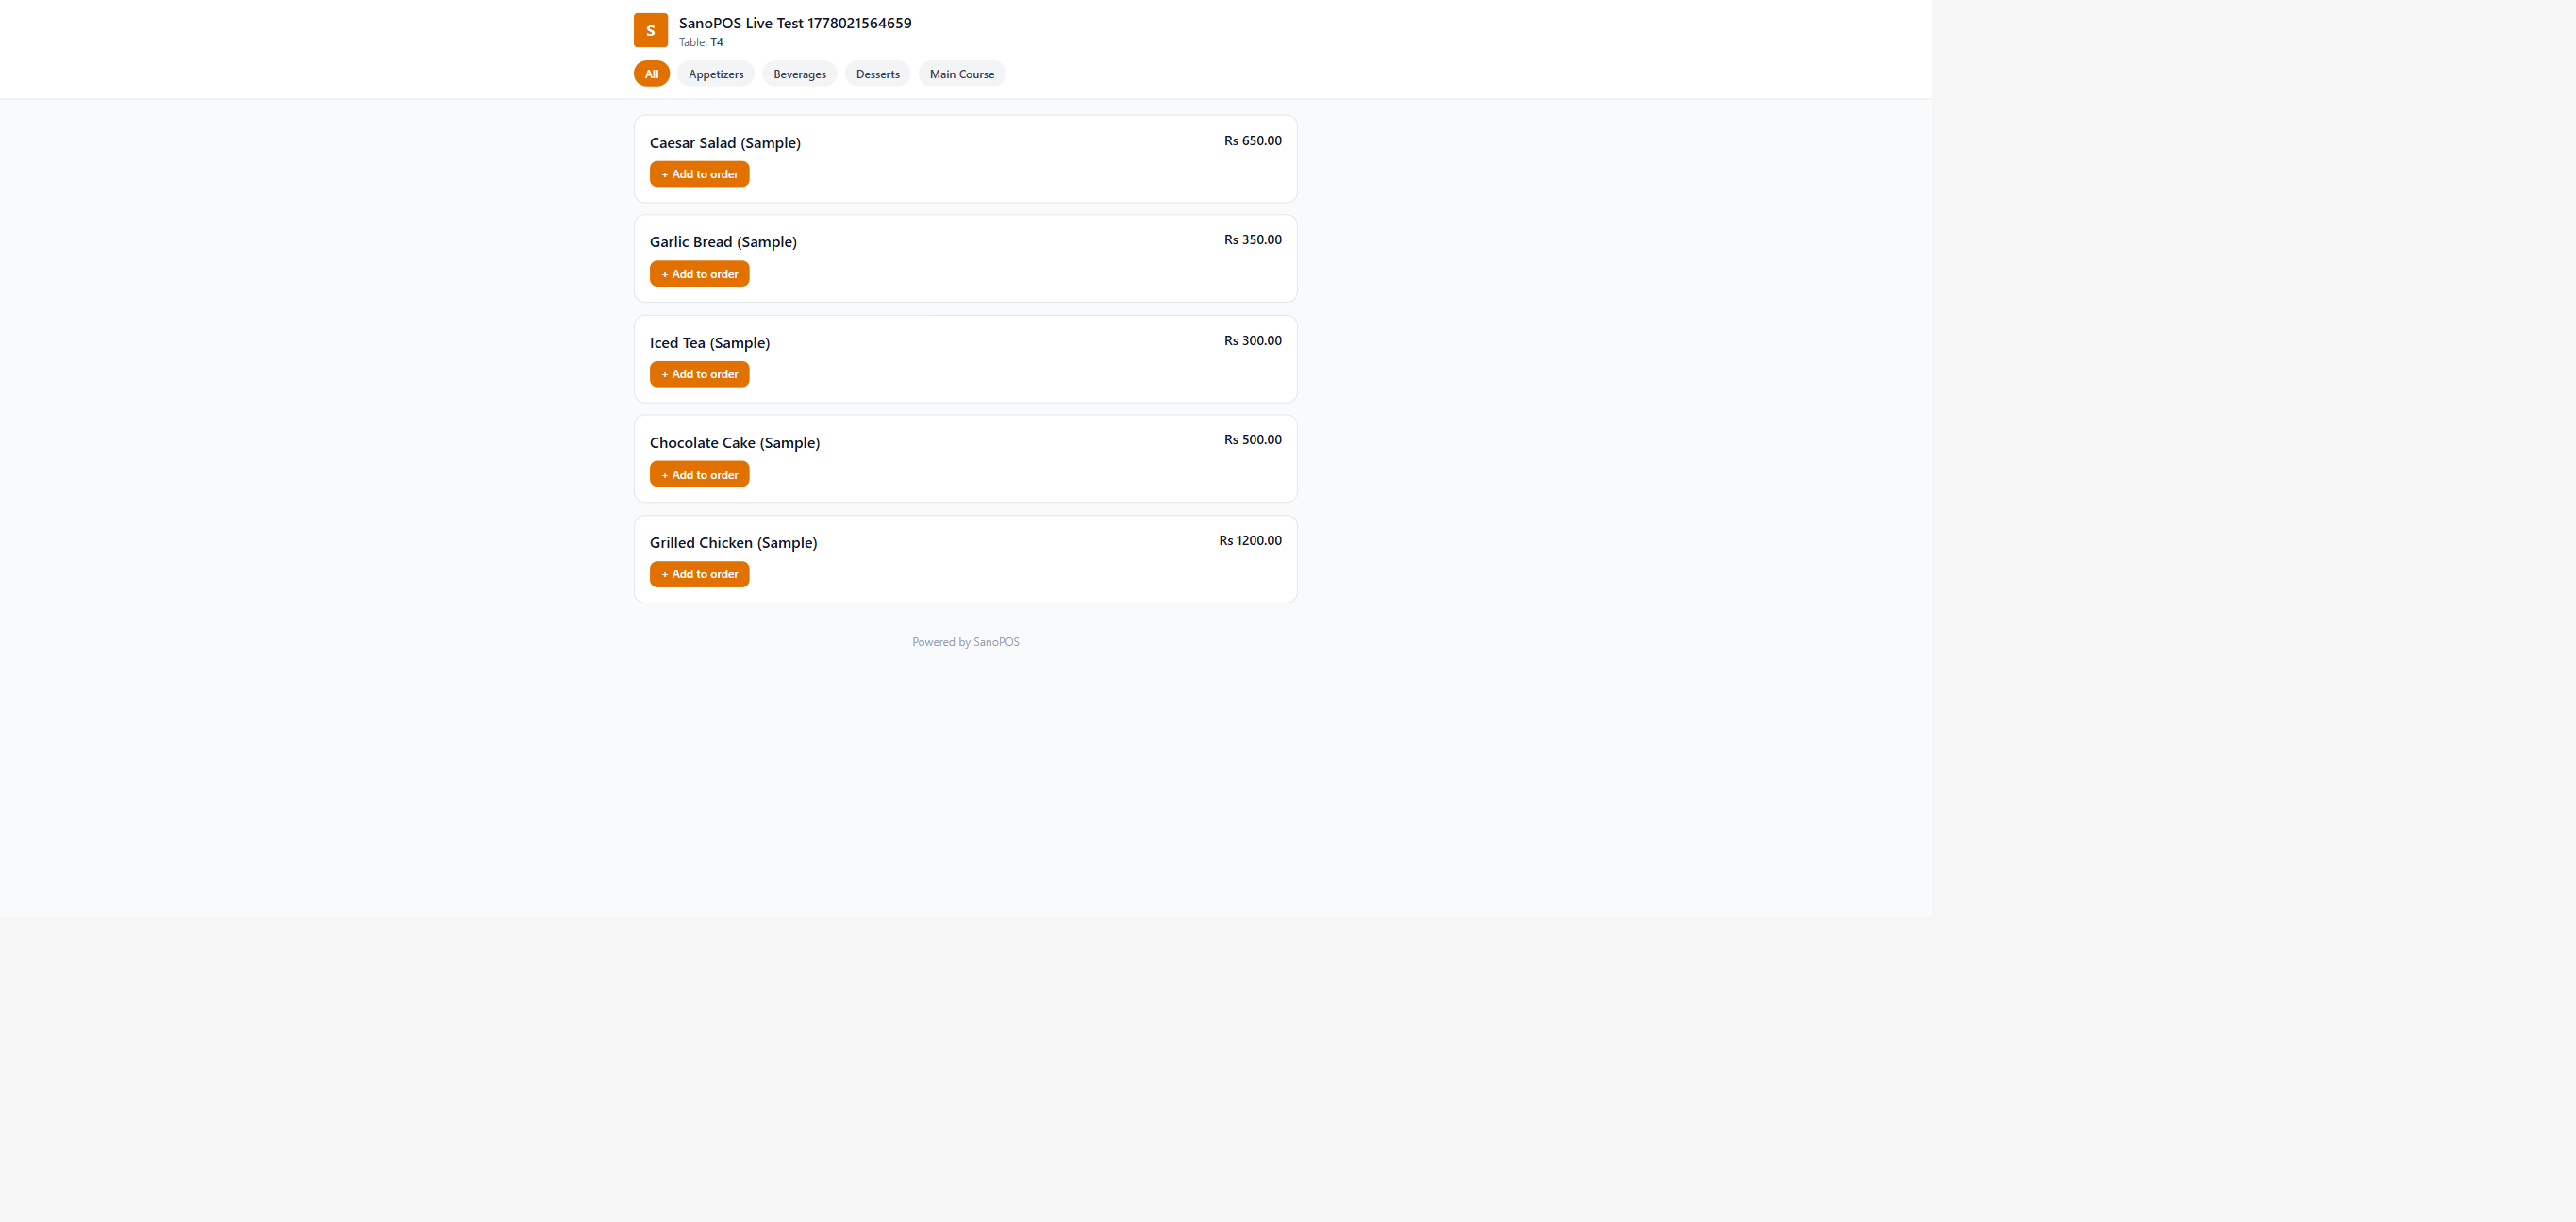 S
SanoPOS Live Test 1778021564659
Table: T4
All Appetizers Beverages Desserts Main Course
Caesar Salad (Sample) Rs 650.00
+ Add to order
Garlic Bread (Sample) Rs 350.00
+ Add to order
Iced Tea (Sample) Rs 300.00
+ Add to order
Chocolate Cake (Sample) Rs 500.00
+ Add to order
Grilled Chicken (Sample) Rs 1200.00
+ Add to order
Powered by SanoPOS